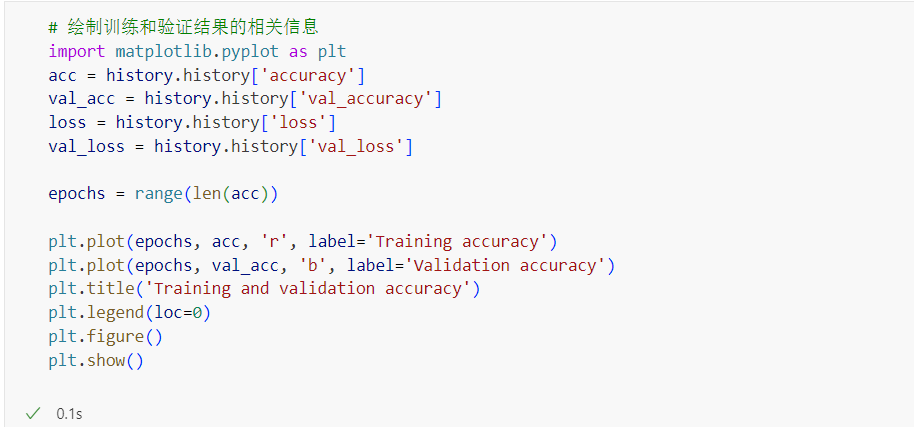 # 绘制训练和验证结果的相关信息
import matplotlib.pyplot as plt
acc = history.history['accuracy']
val_acc = history.history['val_accuracy']
loss = history.history['loss']
val_loss = history.history['val_loss']
epochs = range(len(acc))
plt.plot(epochs, acc, 'r', label='Training accuracy')
plt.plot(epochs, val_acc, 'b', label='Validation accuracy')
plt.title('Training and validation accuracy')
plt.legend(loc=0)
plt.figure()
plt.show()
0.1s